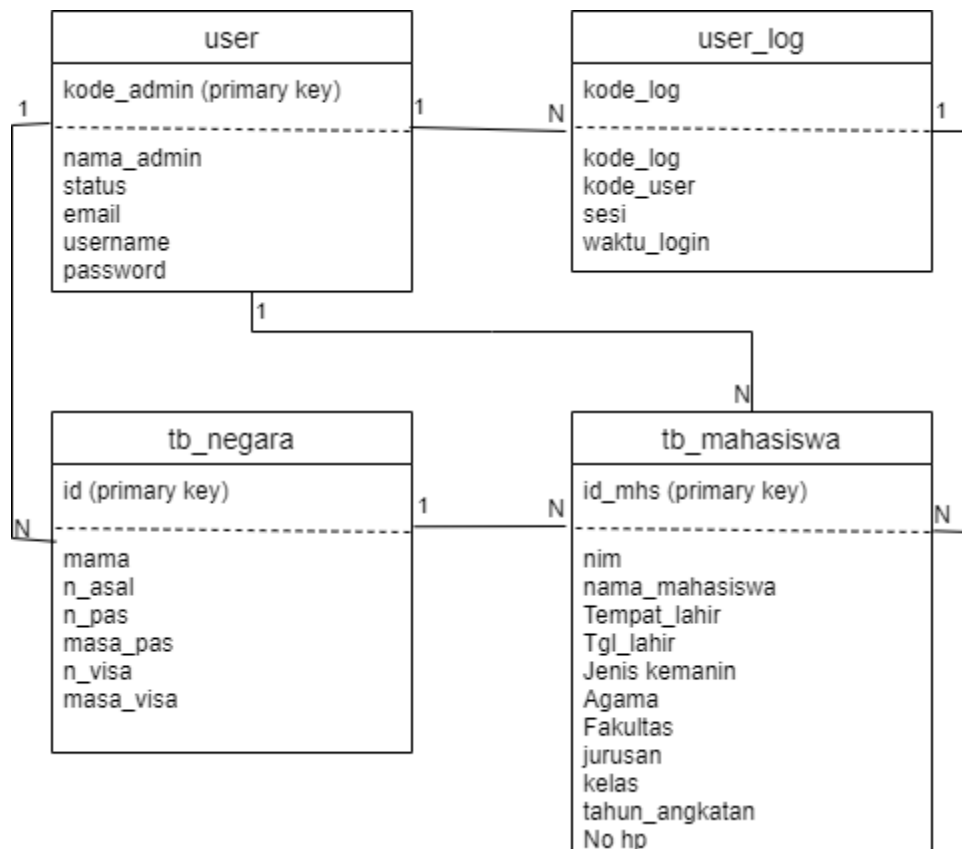 user
kode_admin (primary key)
nama_admin
status
email
username
password
user_log
kode_log
kode_log
kode_user
sesi
waktu_login
1
1
N
1
1
N
tb_negara
id (primary key)
mama
n_asal
n_pas
masa_pas
n_visa
masa_visa
N
1
N
N
tb_mahasiswa
id_mhs (primary key)
nim
nama_mahasiswa
Tempat_lahir
Tgl_lahir
Jenis kemanin
Agama
Fakultas
jurusan
kelas
tahun_angkatan
No hp